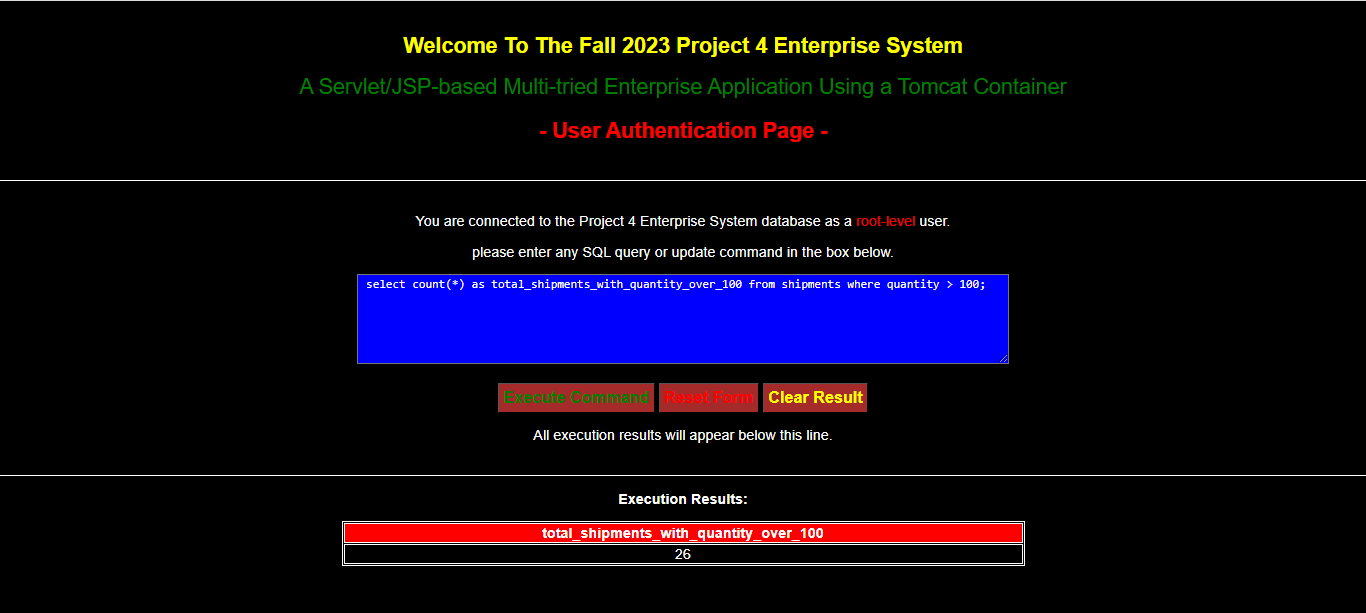 Welcome To The Fall 2023 Project 4 Enterprise System
A Servlet/JSP-based Multi-tried Enterprise Application Using a Tomcat Container
- User Authentication Page -
You are connected to the Project 4 Enterprise System database as a root-level user.
please enter any SQL query or update command in the box below.
select count(*) as total_shipments_with_quantity_over_100 from shipments where quantity > 100;
Execute Command Reset Form Clear Result
All execution results will appear below this line.
Execution Results:
total_shipments_with_quantity_over_100
26